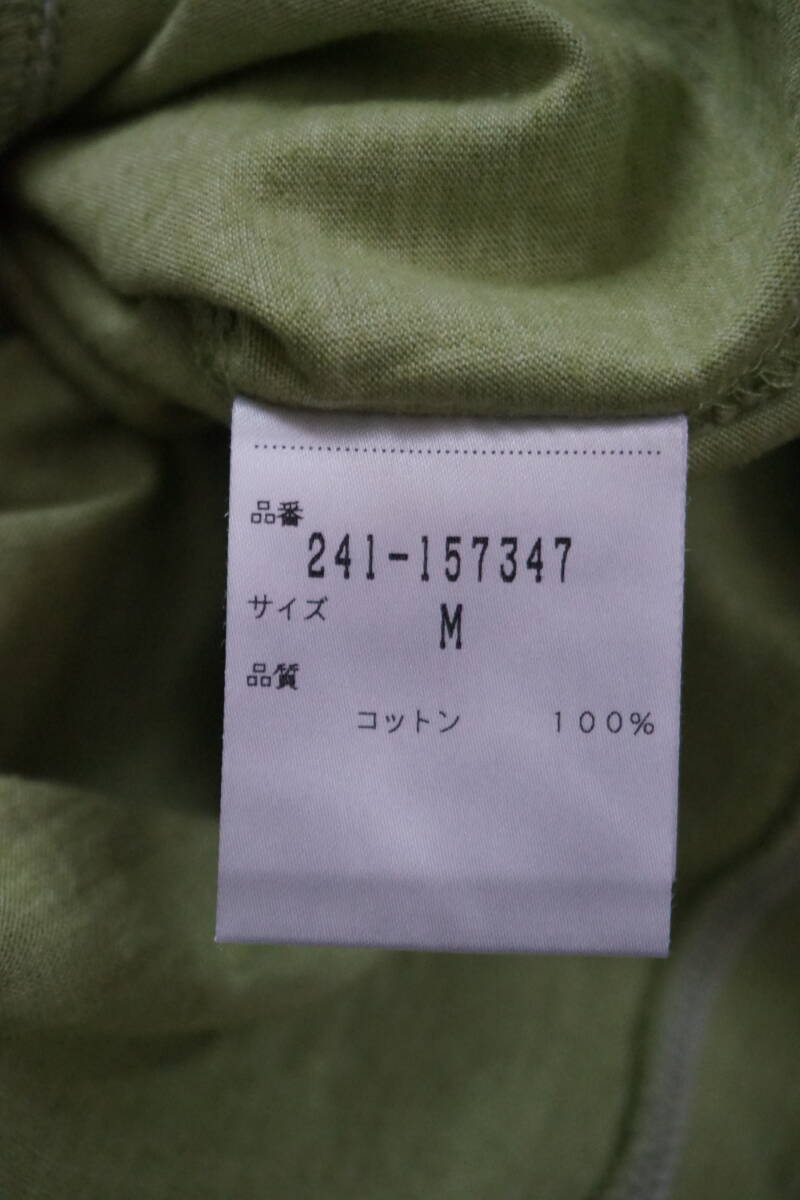 品番
241-157347
サイズ
M
品質
コットン　１００％